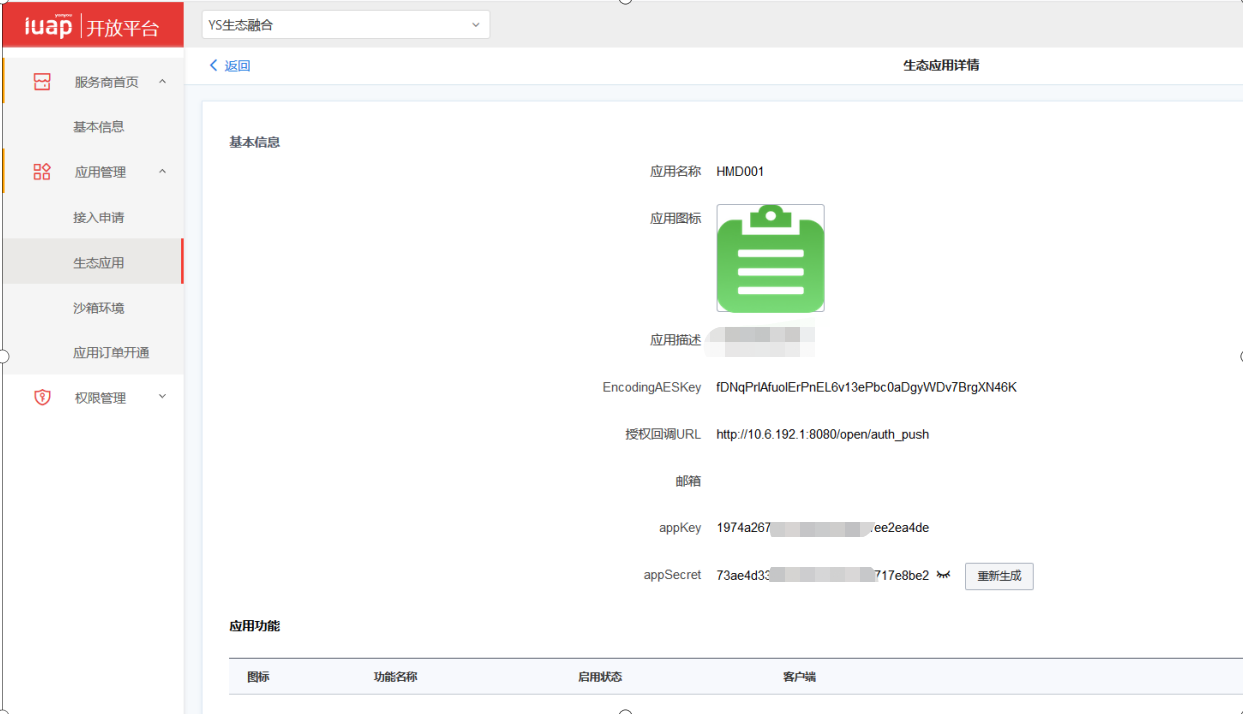 yonyou
iuap 开放平台
YS生态融合
返回
生态应用详情
服务商首页
基本信息
应用管理
接入申请
生态应用
沙箱环境
应用订单开通
权限管理
基本信息
应用名称 HMD001
应用图标
应用描述
EncodingAESKey fDNqPrlAfuolErPnEL6v13ePbc0aDgyWDv7BrgXN46K
授权回调URL http://10.6.192.1:8080/open/auth_push
邮箱
appKey 1974a267 ee2ea4de
appSecret 73ae4d33 717e8be2 重新生成
应用功能
图标 功能名称 启用状态 客户端